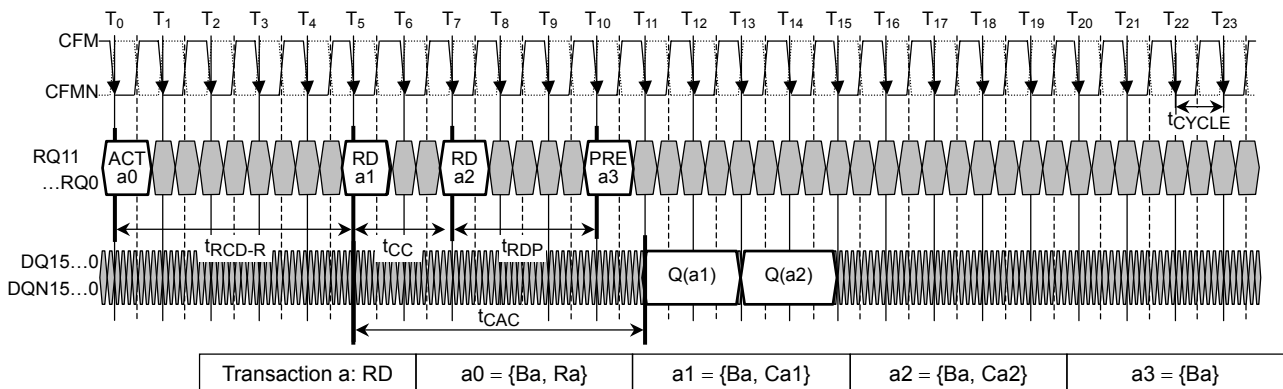 T0 T1 T2 T3 T4 T5 T6 T7 T8 T9 T10 T11 T12 T13 T14 T15 T16 T17 T18 T19 T20 T21 T22 T23
CFM
CFMN
tCYCLE
RQ11 ACT RD RD PRE
...RQ0 a0 a1 a2 a3
tRCD-R tCC tRDP
DQ15...0 Q(a1) Q(a2)
DQN15...0
tCAC
Transaction a: RD a0 = {Ba, Ra} a1 = {Ba, Ca1} a2 = {Ba, Ca2} a3 = {Ba}